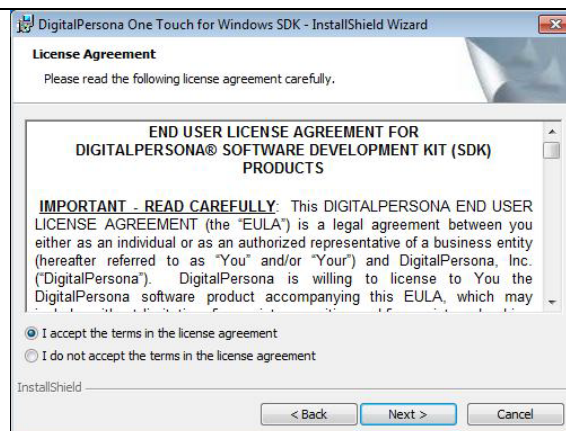 DigitalPersona One Touch for Windows SDK - InstallShield Wizard
License Agreement
Please read the following license agreement carefully.
END USER LICENSE AGREEMENT FOR
DIGITALPERSONA® SOFTWARE DEVELOPMENT KIT (SDK)
PRODUCTS
IMPORTANT - READ CAREFULLY: This DIGITALPERSONA END USER
LICENSE AGREEMENT (the “EULA”) is a legal agreement between you
either as an individual or as an authorized representative of a business entity
(hereafter referred to as “You” and/or “Your”) and DigitalPersona, Inc.
(“DigitalPersona”). DigitalPersona is willing to license to You the
DigitalPersona software product accompanying this EULA, which may
I accept the terms in the license agreement
I do not accept the terms in the license agreement
InstallShield
< Back
Next >
Cancel